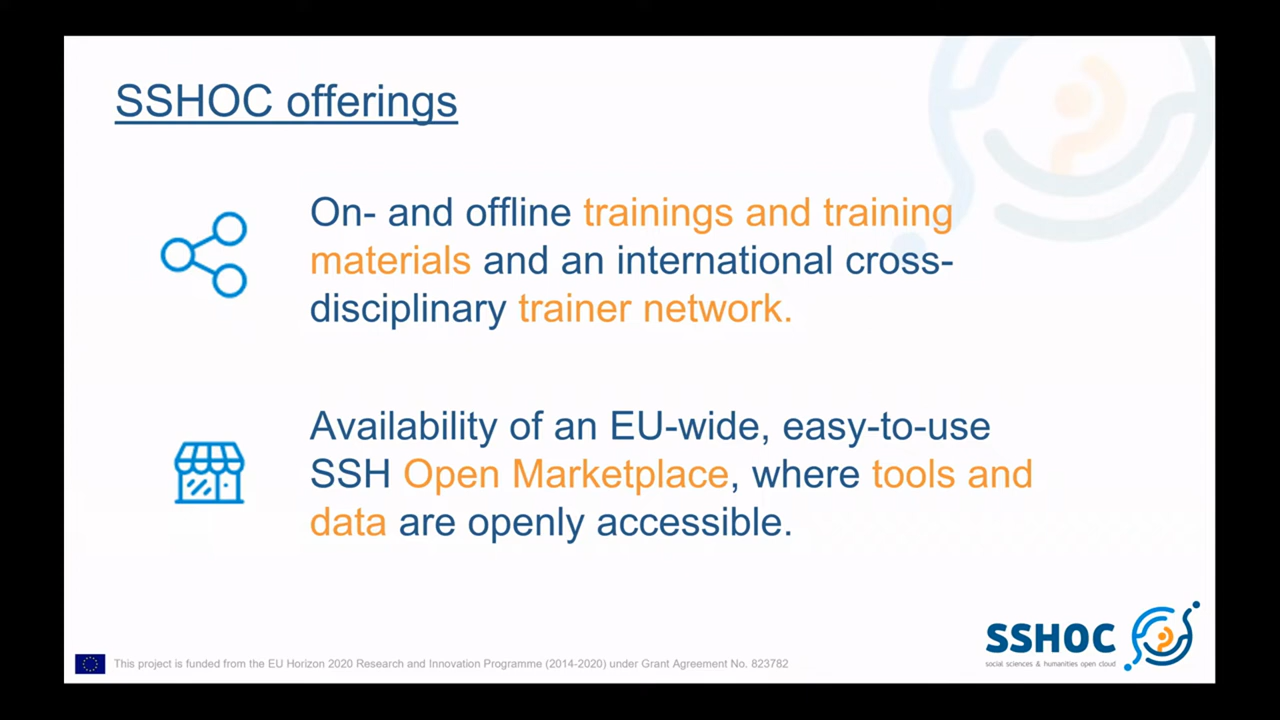 SSHOC offerings
On- and offline trainings and training
materials and an international cross-
disciplinary trainer network.
Availability of an EU-wide, easy-to-use
SSH Open Marketplace, where tools and
data are openly accessible.
SSHOC
social sciences & humanities open cloud
This project is funded from the EU Horizon 2020 Research and Innovation Programme (2014-2020) under Grant Agreement No. 823782